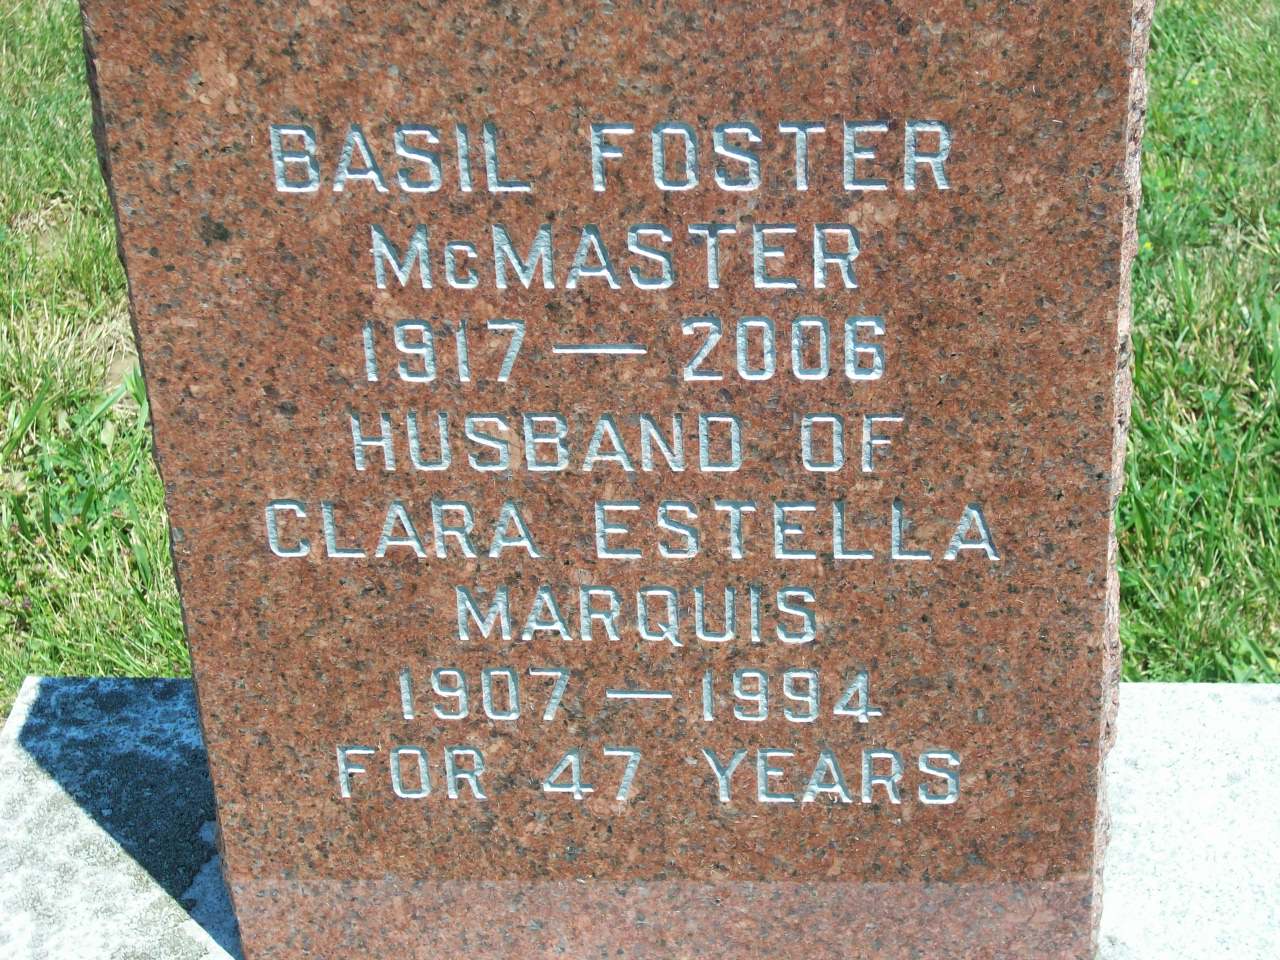 BASIL FOSTER
McMASTER
1917 — 2006
HUSBAND OF
CLARA ESTELLA
MARQUIS
1907 — 1994
FOR 47 YEARS